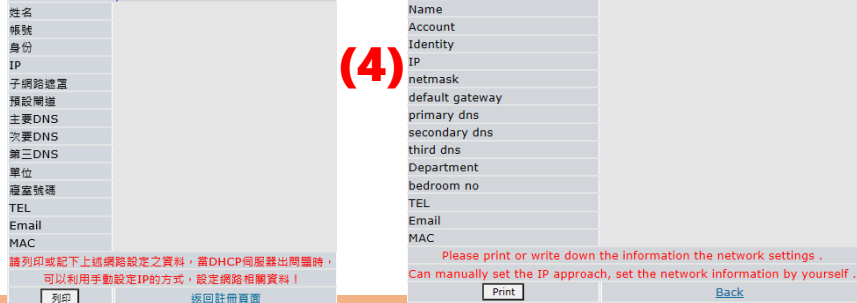 姓名
帳號
身份
IP
子網路遮罩
預設閘道
主要DNS
次要DNS
第三DNS
單位
寢室號碼
TEL
Email
MAC
請列印或記下上述網路設定之資料，當DHCP伺服器出問題時，
可以利用手動設定IP的方式，設定網路相關資料！
列印
返回註冊頁面
(4)
Name
Account
Identity
IP
netmask
default gateway
primary dns
secondary dns
third dns
Department
bedroom no
TEL
Email
MAC
Please print or write down the information the network settings .
Can manually set the IP approach, set the network information by yourself .
Print
Back